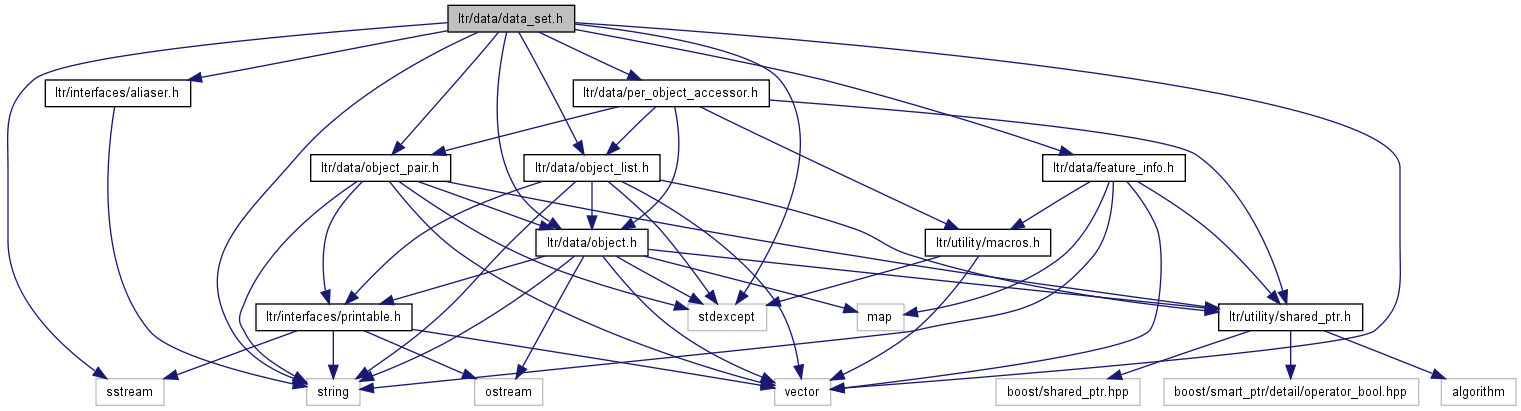 ltr/data/data_set.h
ltr/interfaces/aliaser.h
ltr/data/per_object_accessor.h
ltr/data/object_pair.h
ltr/data/object_list.h
ltr/data/feature_info.h
ltr/data/object.h
ltr/utility/macros.h
ltr/interfaces/printable.h
stdexcept
map
ltr/utility/shared_ptr.h
sstream
string
ostream
vector
boost/shared_ptr.hpp
boost/smart_ptr/detail/operator_bool.hpp
algorithm